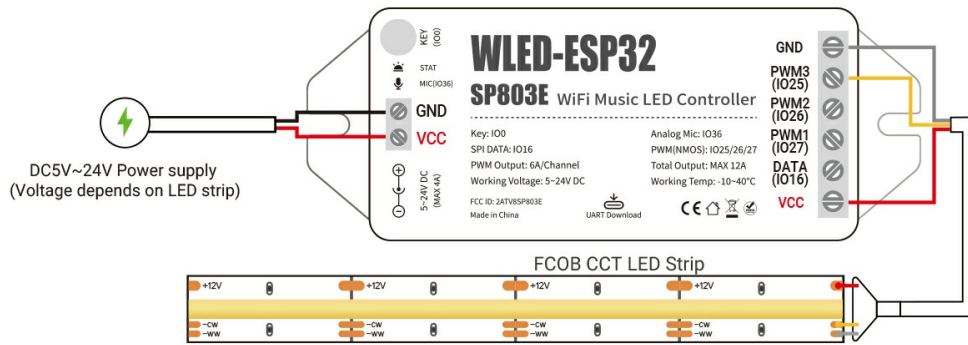 KEY
(IO0)
STAT
MIC(IO36)
GND
VCC
5~24V DC
(MAX 4A)
WLED-ESP32
SP803E WiFi Music LED Controller
Key: IO0
SPI DATA: IO16
PWM Output: 6A/Channel
Working Voltage: 5~24V DC
Analog Mic: IO36
PWM(NMOS): IO25/26/27
Total Output: MAX 12A
Working Temp: -10~40℃
FCC ID: 2ATV8SP803E
Made in China
UART Download
CE
GND
PWM3
(IO25)
PWM2
(IO26)
PWM1
(IO27)
DATA
(IO16)
VCC
DC5V~24V Power supply
(Voltage depends on LED strip)
FCOB CCT LED Strip
+12V
+12V
+12V
+12V
-CW
-WW
-CW
-WW
-CW
-WW
-CW
-WW